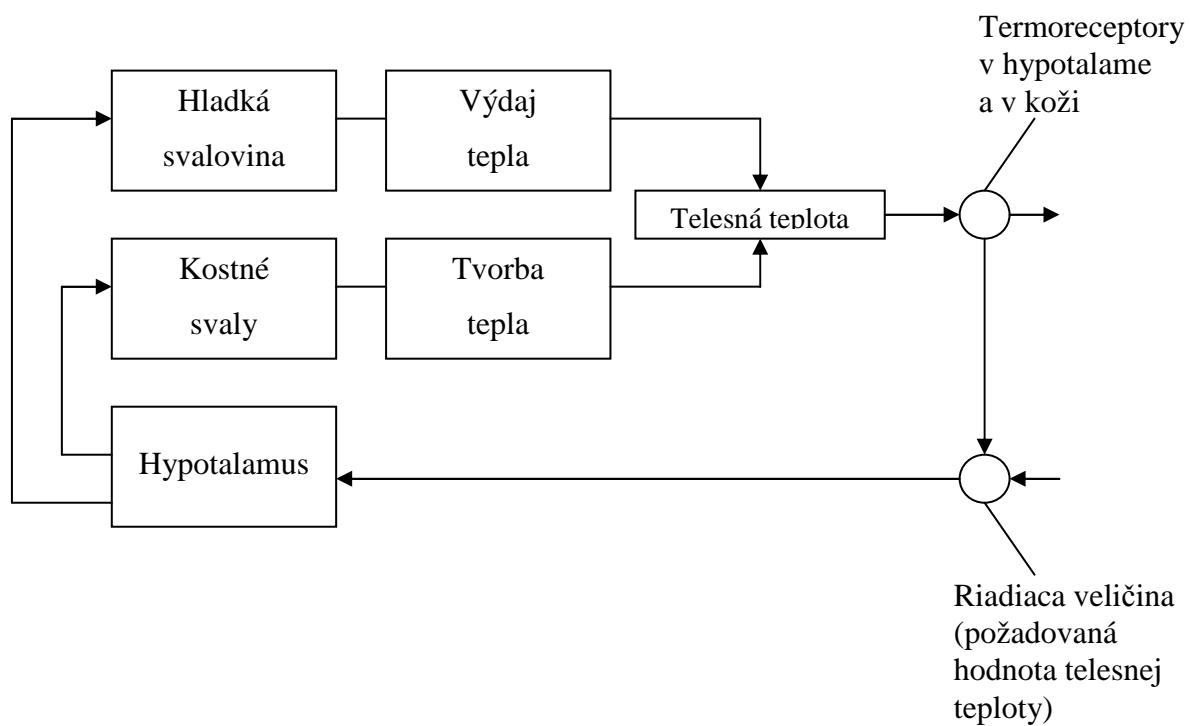 Termoreceptory
v hypotalame
a v koži
Hladká
svalovina
Výdaj
tepla
Telesná teplota
Kostné
svaly
Tvorba
tepla
Hypotalamus
Riadiaca veličina
(požadovaná
hodnota telesnej
teploty)